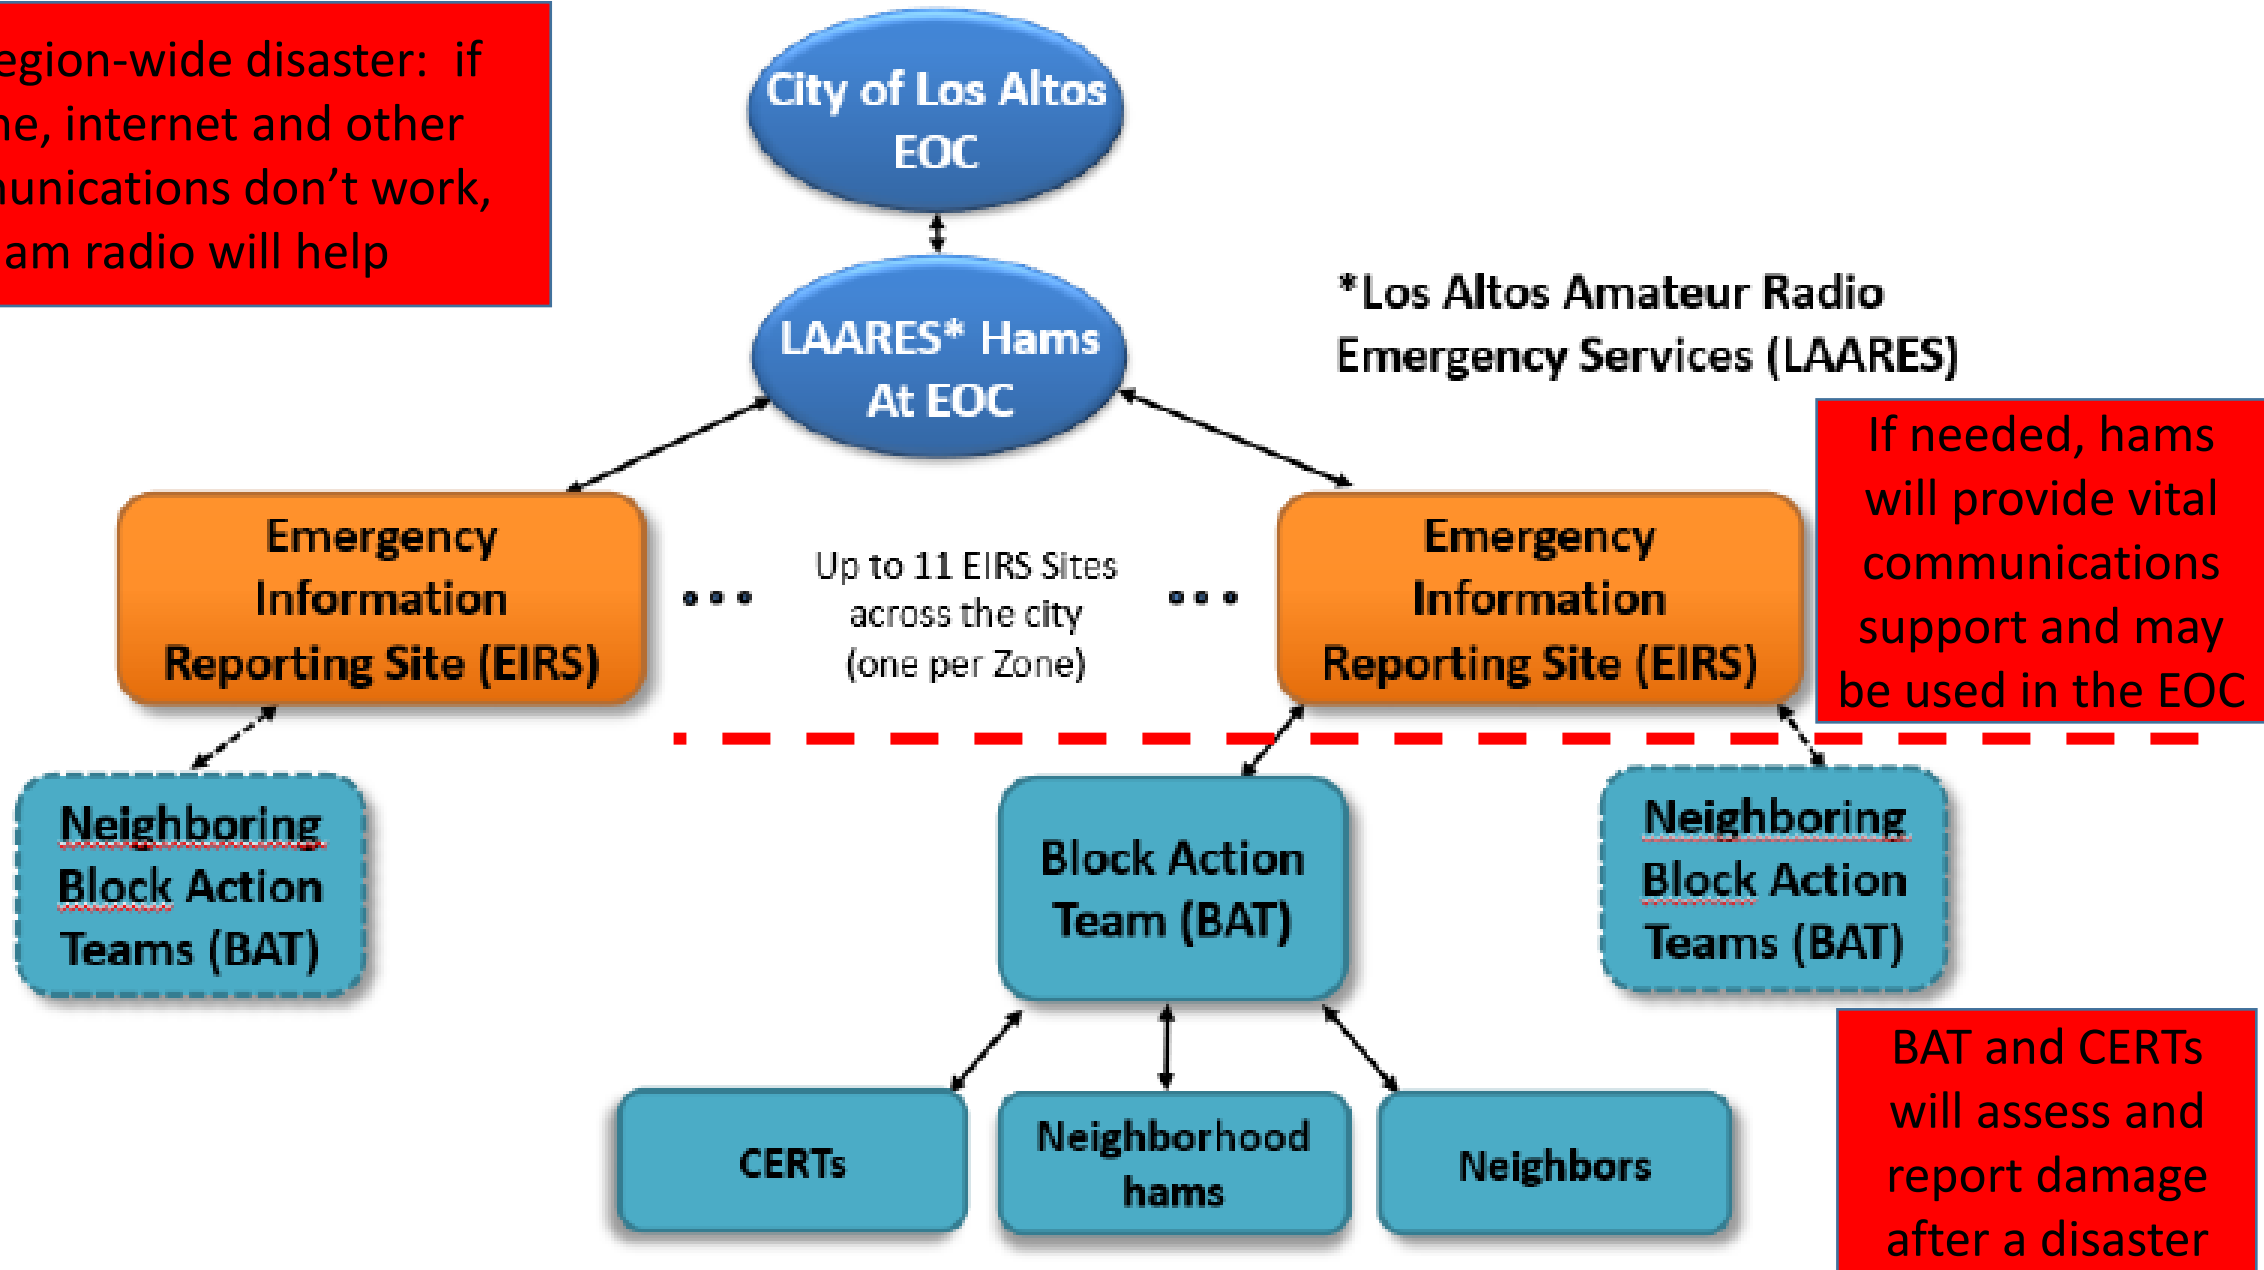 egion-wide disaster: if
ne, internet and other
munications don't work,
am radio will help
City of Los Altos
EOC
LAARES* Hams
At EOC
*Los Altos Amateur Radio
Emergency Services (LAARES)
If needed, hams
will provide vital
communications
support and may
be used in the EOC
Emergency
Information
Reporting Site (EIRS)
Up to 11 EIRS Sites
across the city
(one per Zone)
Emergency
Information
Reporting Site (EIRS)
Neighboring
Block Action
Teams (BAT)
Block Action
Team (BAT)
Neighboring
Block Action
Teams (BAT)
CERTs
Neighborhood
hams
Neighbors
BAT and CERTs
will assess and
report damage
after a disaster